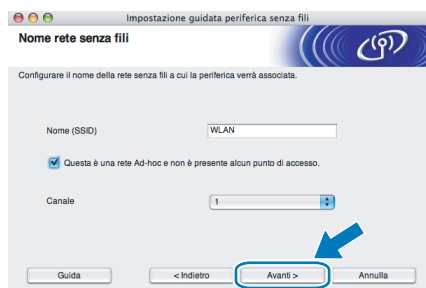 Impostazione guidata periferica senza fili
Nome rete senza fili
Configurare il nome della rete senza fili a cui la periferica verrà associata.
Nome (SSID)
WLAN
Questa è una rete Ad-hoc e non è presente alcun punto di accesso.
Canale
1
Guida
< Indietro
Avanti >
Annulla